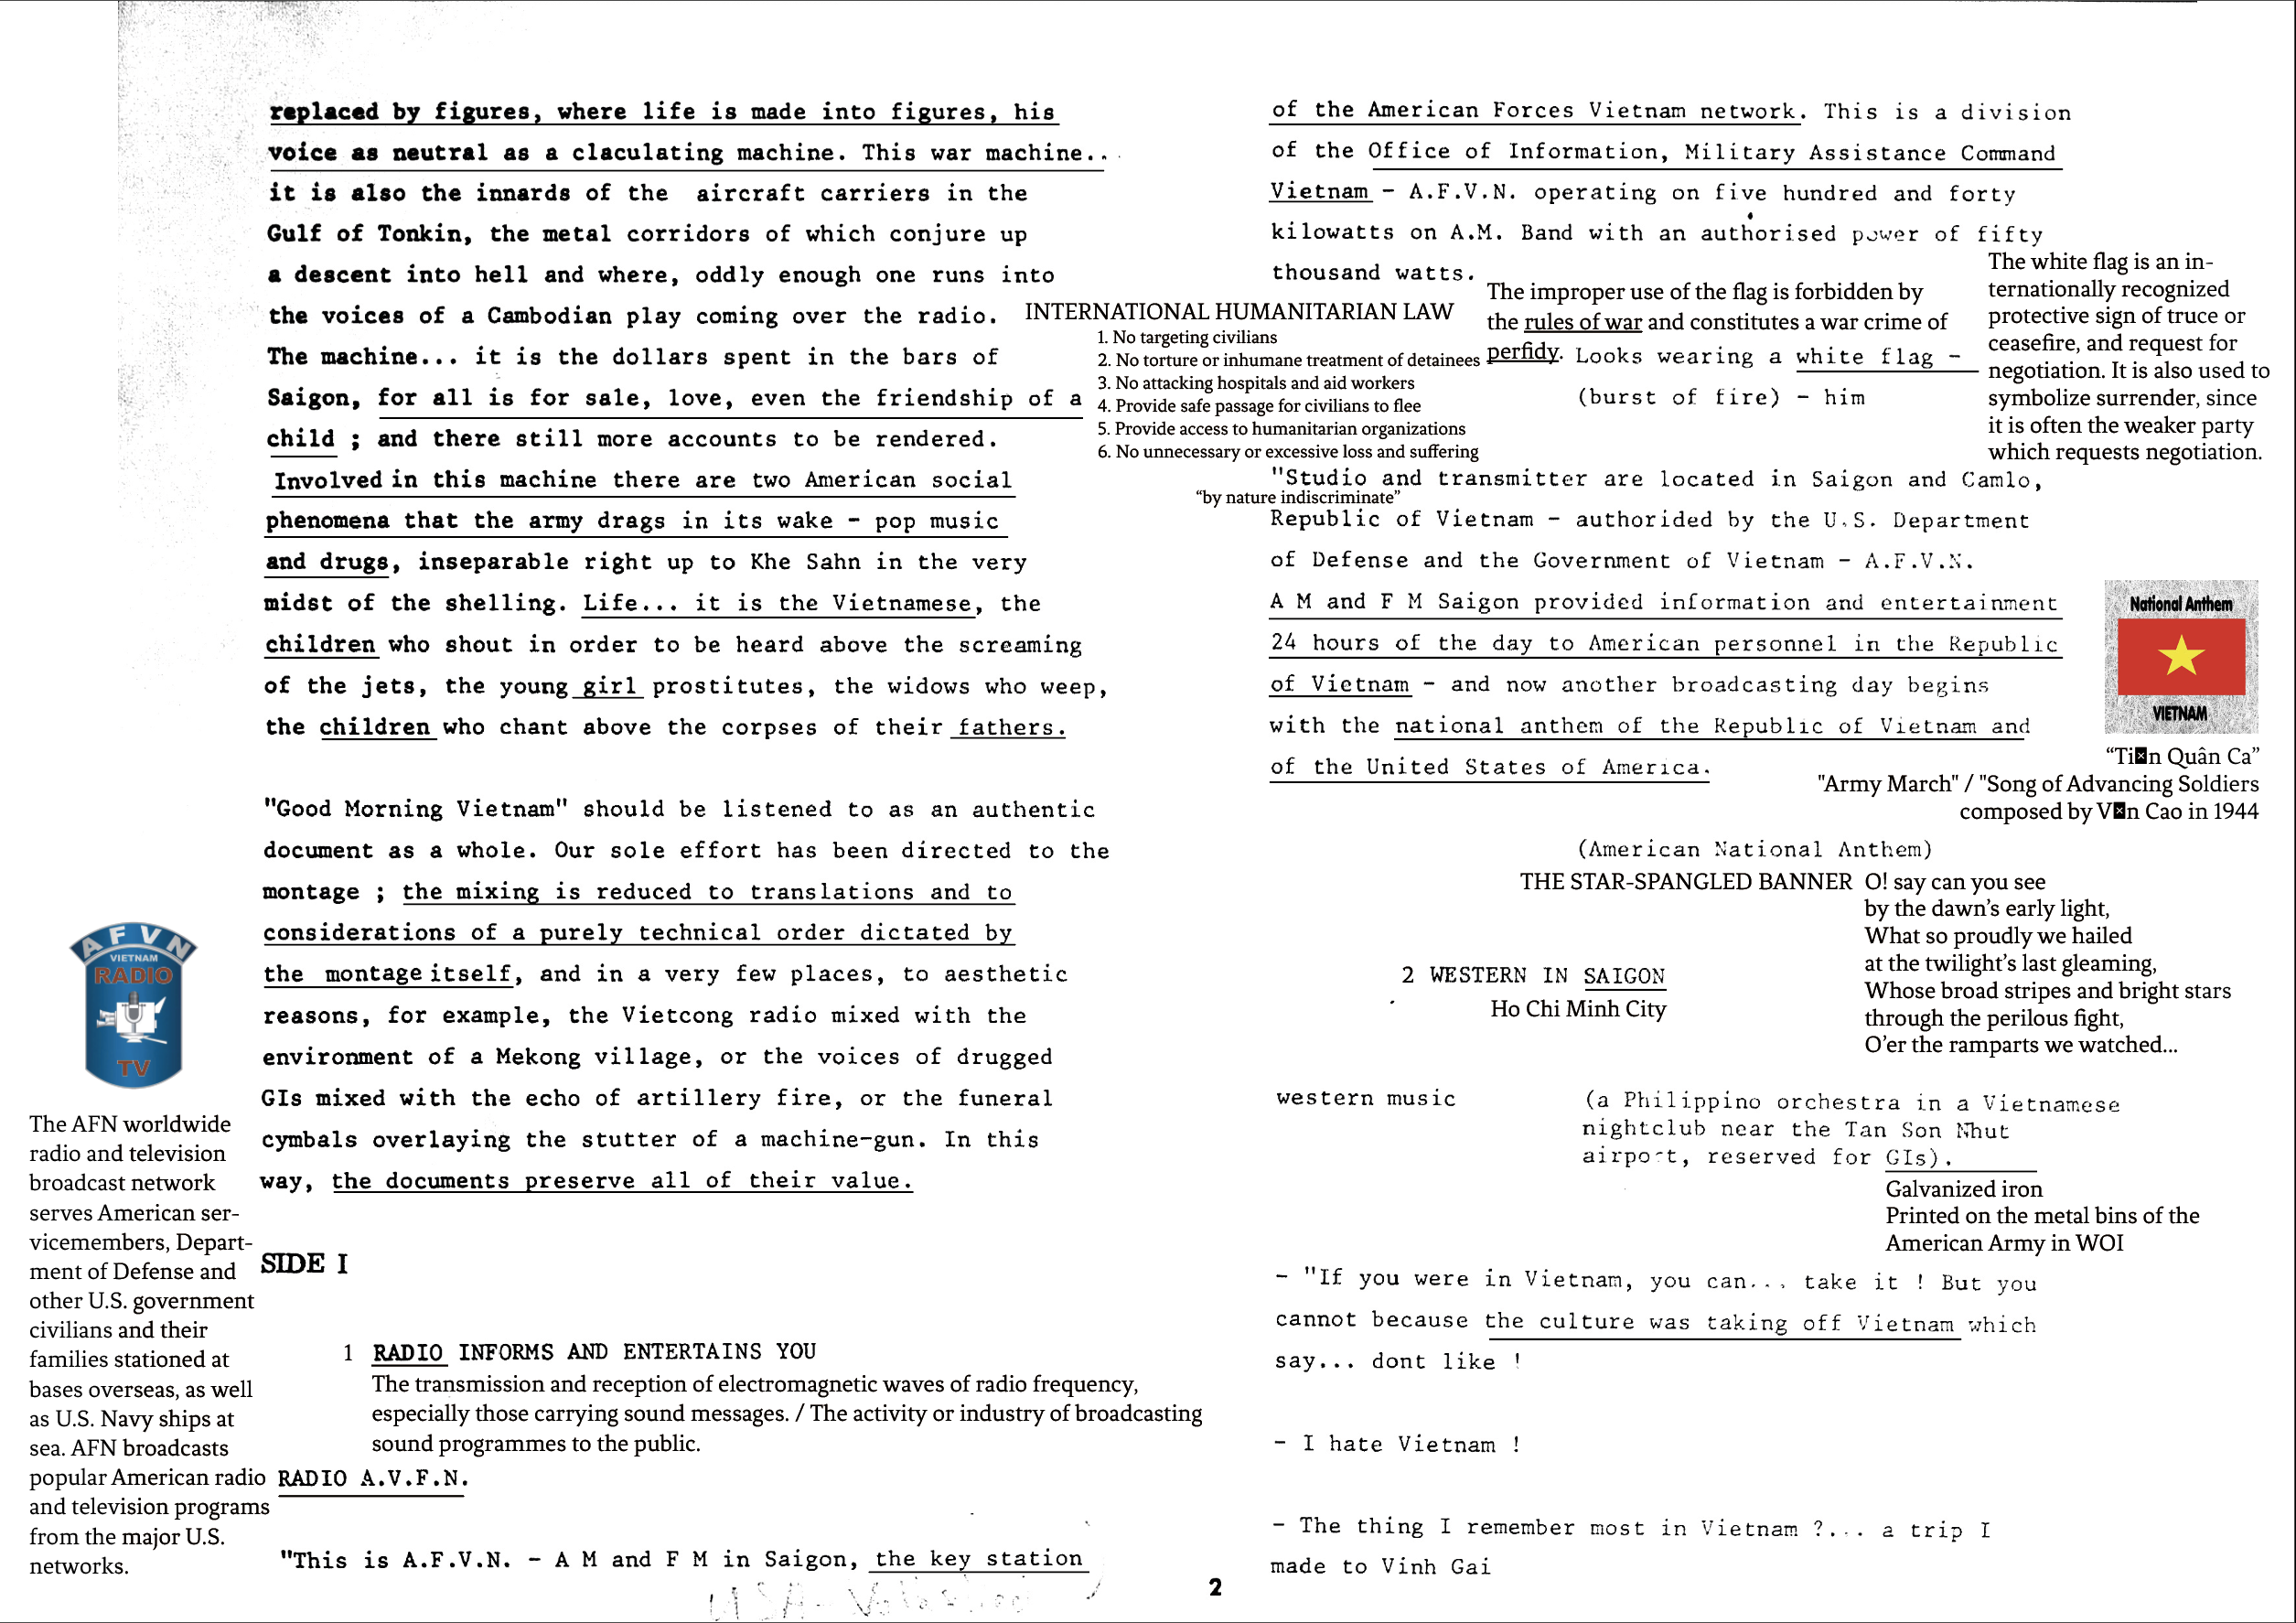 replaced by figures, where life is made into figures, his
voice as neutral as a claculating machine. This war machine..
it is also the innards of the aircraft carriers in the
Gulf of Tonkin, the metal corridors of which conjure up
a descent into hell and where, oddly enough one runs into
the voices of a Cambodian play coming over the radio.
The machine... it is the dollars spent in the bars of
Saigon, for all is for sale, love, even the friendship of a
child ; and there still more accounts to be rendered.
Involved in this machine there are two American social
phenomena that the army drags in its wake - pop music
and drugs, inseparable right up to Khe Sahn in the very
midst of the shelling. Life... it is the Vietnamese, the
children who shout in order to be heard above the screaming
of the jets, the young girl prostitutes, the widows who weep,
the children who chant above the corpses of their fathers.
"Good Morning Vietnam" should be listened to as an authentic
document as a whole. Our sole effort has been directed to the
montage ; the mixing is reduced to translations and to
considerations of a purely technical order dictated by
the montage itself, and in a very few places, to aesthetic
reasons, for example, the Vietcong radio mixed with the
environment of a Mekong village, or the voices of drugged
GIs mixed with the echo of artillery fire, or the funeral
cymbals overlaying the stutter of a machine-gun. In this
way, the documents preserve all of their value.
AFVN
VIETNAM
RADIO
TV
The AFN worldwide
radio and television
broadcast network
serves American ser-
vicemembers, Depart-
ment of Defense and
other U.S. government
civilians and their
families stationed at
bases overseas, as well
as U.S. Navy ships at
sea. AFN broadcasts
popular American radio
and television programs
from the major U.S.
networks.
SIDE I
1 RADIO INFORMS AND ENTERTAINS YOU
The transmission and reception of electromagnetic waves of radio frequency,
especially those carrying sound messages. / The activity or industry of broadcasting
sound programmes to the public.
RADIO A.V.F.N.
"This is A.F.V.N. - A M and F M in Saigon, the key station
2
of the American Forces Vietnam network. This is a division
of the Office of Information, Military Assistance Command
Vietnam - A.F.V.N. operating on five hundred and forty
kilowatts on A.M. Band with an authorised power of fifty
thousand watts.
INTERNATIONAL HUMANITARIAN LAW
1. No targeting civilians
2. No torture or inhumane treatment of detainees
3. No attacking hospitals and aid workers
4. Provide safe passage for civilians to flee
5. Provide access to humanitarian organizations
6. No unnecessary or excessive loss and suffering
"by nature indiscriminate"
The improper use of the flag is forbidden by
the rules of war and constitutes a war crime of
perfidy. Looks wearing a white flag -
(burst of fire) - him
The white flag is an in-
ternationally recognized
protective sign of truce or
ceasefire, and request for
negotiation. It is also used to
symbolize surrender, since
it is often the weaker party
which requests negotiation.
"Studio and transmitter are located in Saigon and Camlo,
Republic of Vietnam - authorided by the U.S. Department
of Defense and the Government of Vietnam - A.F.V.N.
A M and F M Saigon provided information and entertainment
24 hours of the day to American personnel in the Republic
of Vietnam - and now another broadcasting day begins
with the national anthem of the Republic of Vietnam and
of the United States of America.
National Anthem
VIETNAM
“Ti☒n Quân Ca”
"Army March" / "Song of Advancing Soldiers
composed by V☒n Cao in 1944
(American National Anthem)
THE STAR-SPANGLED BANNER
O! say can you see
by the dawn’s early light,
What so proudly we hailed
at the twilight’s last gleaming,
Whose broad stripes and bright stars
through the perilous fight,
O’er the ramparts we watched...
2 WESTERN IN SAIGON
Ho Chi Minh City
western music
(a Philippino orchestra in a Vietnamese
nightclub near the Tan Son Nhut
airport, reserved for GIs).
Galvanized iron
Printed on the metal bins of the
American Army in WOI
- "If you were in Vietnam, you can... take it ! But you
cannot because the culture was taking off Vietnam which
say... dont like !
- I hate Vietnam !
- The thing I remember most in Vietnam ?... a trip I
made to Vinh Gai